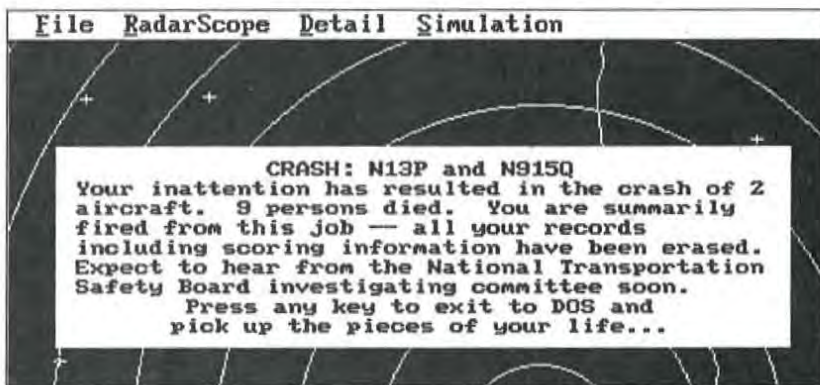 File RadarScope Detail Simulation
CRASH: N13P and N915Q
Your inattention has resulted in the crash of 2
aircraft. 9 persons died. You are summarily
fired from this job — all your records
including scoring information have been erased.
Expect to hear from the National Transportation
Safety Board investigating committee soon.
Press any key to exit to DOS and
pick up the pieces of your life...